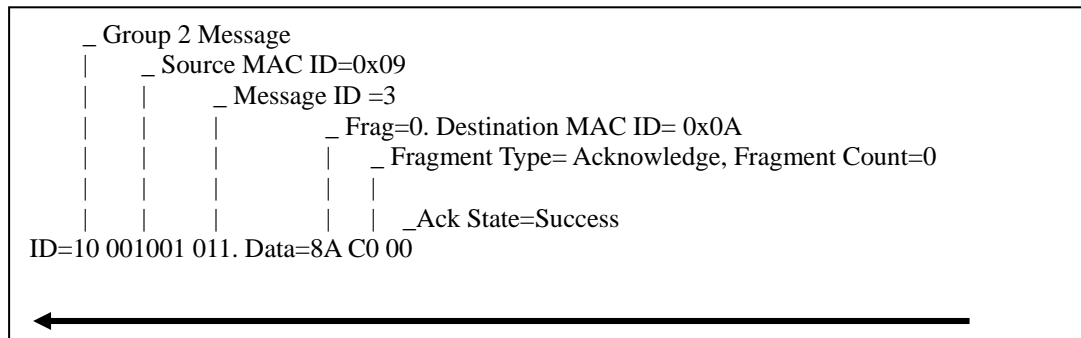 _ Group 2 Message
| _ Source MAC ID=0x09
| | _ Message ID =3
| | | _ Frag=0. Destination MAC ID= 0x0A
| | | | _ Fragment Type= Acknowledge, Fragment Count=0
| | | | |
| | | | | _Ack State=Success
ID=10 001001 011. Data=8A C0 00